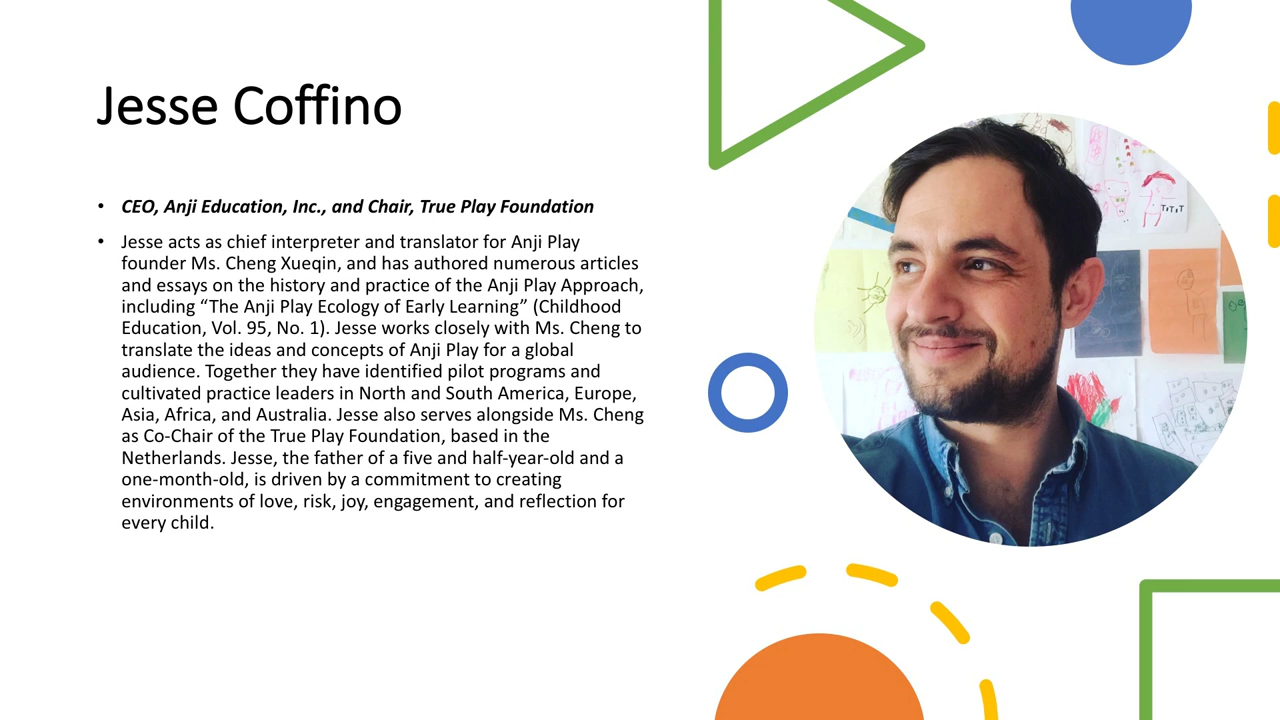 Jesse Coffino
• CEO, Anji Education, Inc., and Chair, True Play Foundation
• Jesse acts as chief interpreter and translator for Anji Play
founder Ms. Cheng Xueqin, and has authored numerous articles
and essays on the history and practice of the Anji Play Approach,
including “The Anji Play Ecology of Early Learning” (Childhood
Education, Vol. 95, No. 1). Jesse works closely with Ms. Cheng to
translate the ideas and concepts of Anji Play for a global
audience. Together they have identified pilot programs and
cultivated practice leaders in North and South America, Europe,
Asia, Africa, and Australia. Jesse also serves alongside Ms. Cheng
as Co-Chair of the True Play Foundation, based in the
Netherlands. Jesse, the father of a five and half-year-old and a
one-month-old, is driven by a commitment to creating
environments of love, risk, joy, engagement, and reflection for
every child.